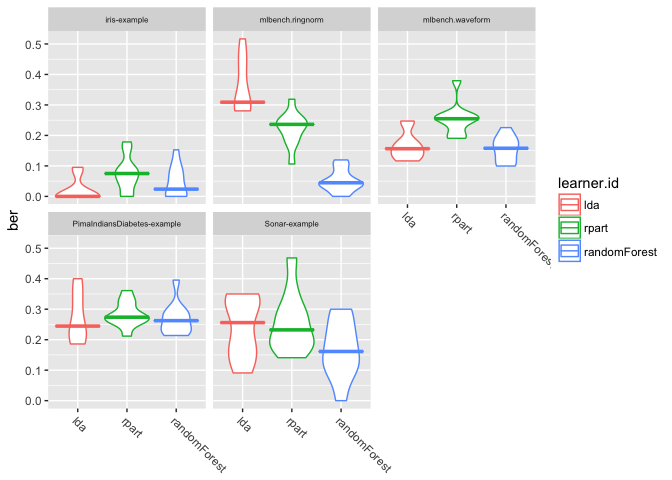 iris-example
mlbench.ringnorm
mlbench.waveform
0.5
0.4
0.3
0.2
0.1
0.0
lda
rpart
randomFores
PimaIndiansDiabetes-example
Sonar-example
0.5
0.4
0.3
0.2
0.1
0.0
lda
rpart
randomForest
lda
rpart
randomForest
ber
learner.id
lda
rpart
randomForest